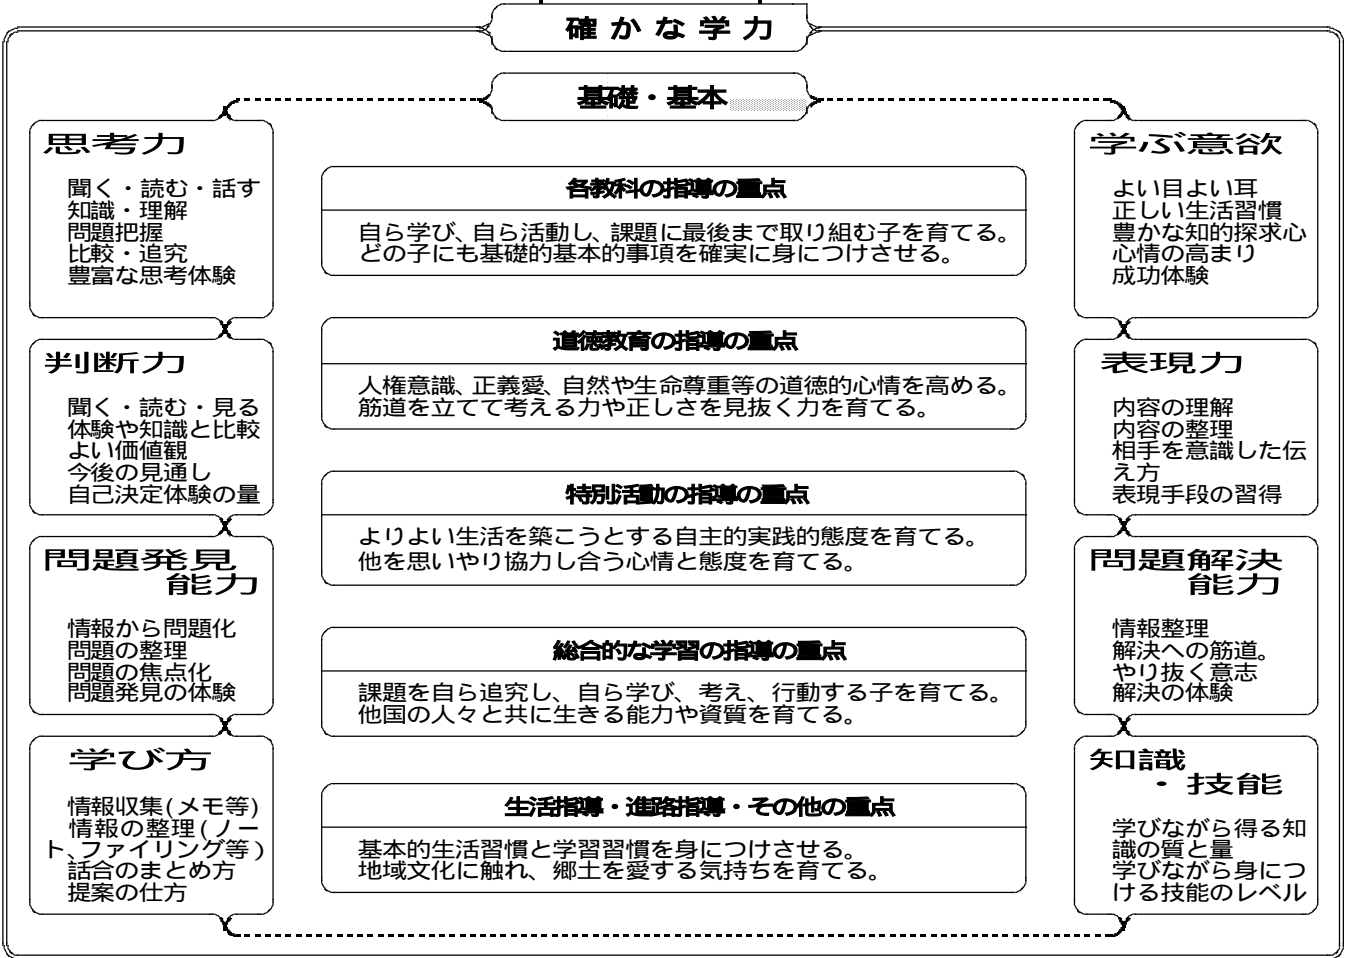 確かな学力
基礎・基本
思考力
聞く・読む・話す
知識・理解
問題把握
比較・追究
豊富な思考体験
判断力
聞く・読む・見る
体験や知識と比較
よい価値観
今後の見通し
自己決定体験の量
問題発見
能力
情報から問題化
問題の整理
問題の焦点化
問題発見の体験
学び方
情報収集(メモ等)
情報の整理(ノー
ト、ファイリング等)
話合のまとめ方
提案の仕方
各教科の指導の重点
自ら学び、自ら活動し、課題に最後まで取り組む子を育てる。
どの子にも基礎的基本的事項を確実に身につけさせる。
道徳教育の指導の重点
人権意識、正義愛、自然や生命尊重等の道徳的心情を高める。
筋道を立てて考える力や正しさを見抜く力を育てる。
特別活動の指導の重点
よりよい生活を築こうとする自主的実践的態度を育てる。
他を思いやり協力し合う心情と態度を育てる。
総合的な学習の指導の重点
課題を自ら追究し、自ら学び、考え、行動する子を育てる。
他国の人々と共に生きる能力や資質を育てる。
生活指導・進路指導・その他の重点
基本的生活習慣と学習習慣を身につけさせる。
地域文化に触れ、郷土を愛する気持ちを育てる。
学ぶ意欲
よい目よい耳
正しい生活習慣
豊かな知的探求心
心情の高まり
成功体験
表現力
内容の理解
内容の整理
相手を意識した伝
え方
表現手段の習得
問題解決
能力
情報整理
解決への筋道。
やり抜く意志
解決の体験
知識
・技能
学びながら得る知
識の質と量
学びながら身につ
ける技能のレベル